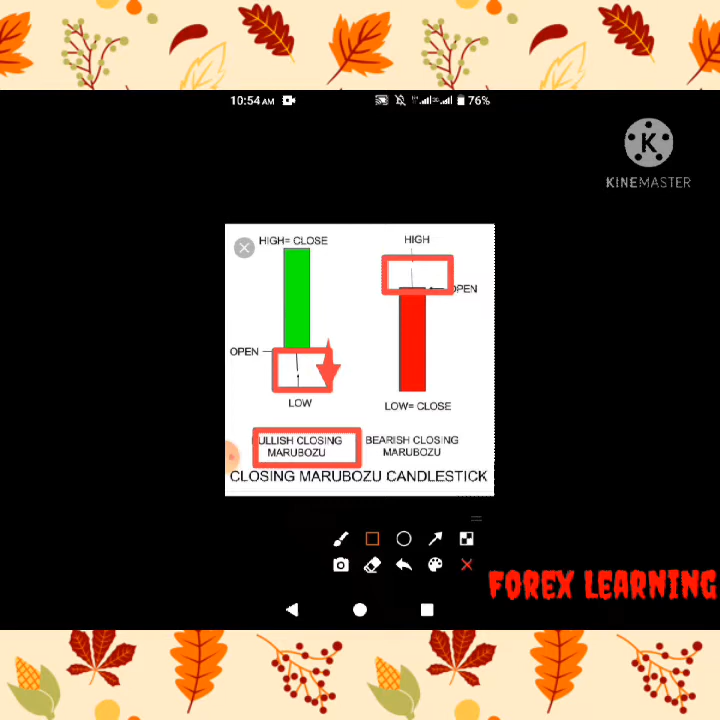 10:54 AM
76%
KINEMASTER
HIGH= CLOSE
HIGH
OPEN
OPEN
LOW
LOW= CLOSE
ULLISH CLOSING
MARUBOZU
BEARISH CLOSING
MARUBOZU
CLOSING MARUBOZU CANDLESTICK
FOREX LEARNING